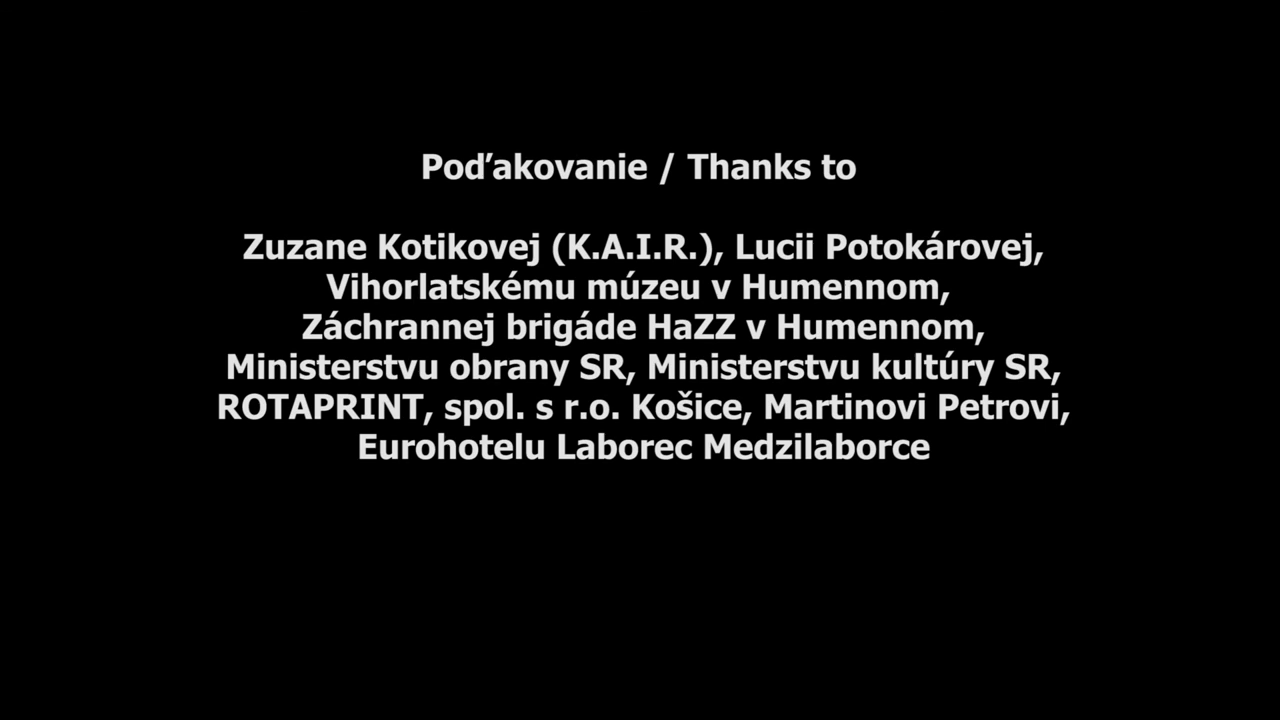 Poďakovanie / Thanks to
Zuzane Kotikovej (K.A.I.R.), Lucii Potokárovej,
Vihorlatskému múzeu v Humennom,
Záchrannej brigáde HaZZ v Humennom,
Ministerstvu obrany SR, Ministerstvu kultúry SR,
ROTAPRINT, spol. s r.o. Košice, Martinovi Petrovi,
Eurohotelu Laborec Medzilaborce